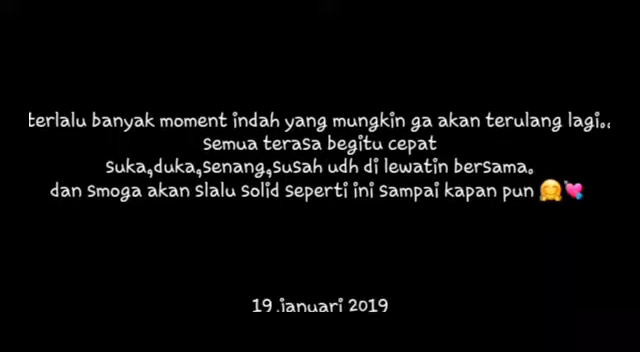 terlalu banyak moment indah yang mungkin ga akan terulang lagi..
semua terasa begitu cepat
suka,duka,senang,susah udh di lewatin bersama.
dan smoga akan slalu solid seperti ini sampai kapan pun 🤗💘
19 januari 2019